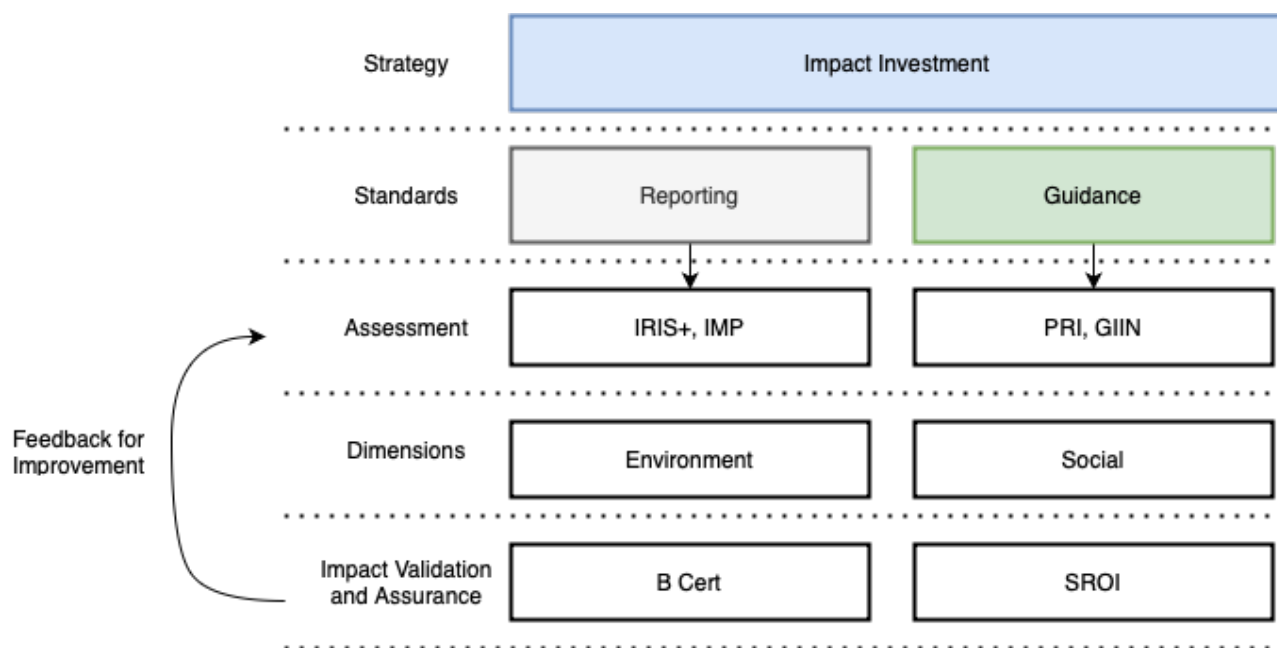 Strategy
Impact Investment
Standards
Reporting
Guidance
Assessment
IRIS+, IMP
PRI, GIIN
Feedback for
Improvement
Dimensions
Environment
Social
Impact Validation
and Assurance
B Cert
SROI